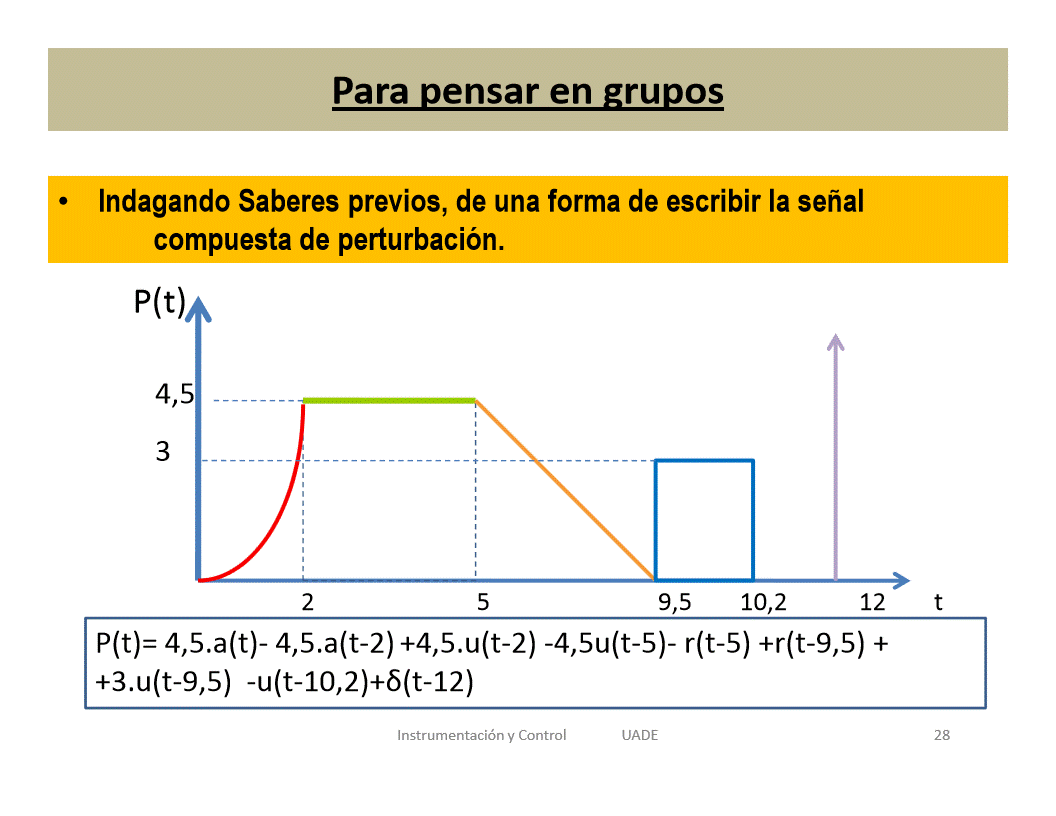 Para pensar en grupos
• Indagando Saberes previos, de una forma de escribir la señal
compuesta de perturbación.
P(t)
4,5
3
2 5 9,5 10,2 12 t
P(t)= 4,5.a(t)- 4,5.a(t-2) +4,5.u(t-2) -4,5u(t-5)- r(t-5) +r(t-9,5) +
+3.u(t-9,5) -u(t-10,2)+δ(t-12)
Instrumentación y Control UADE 28